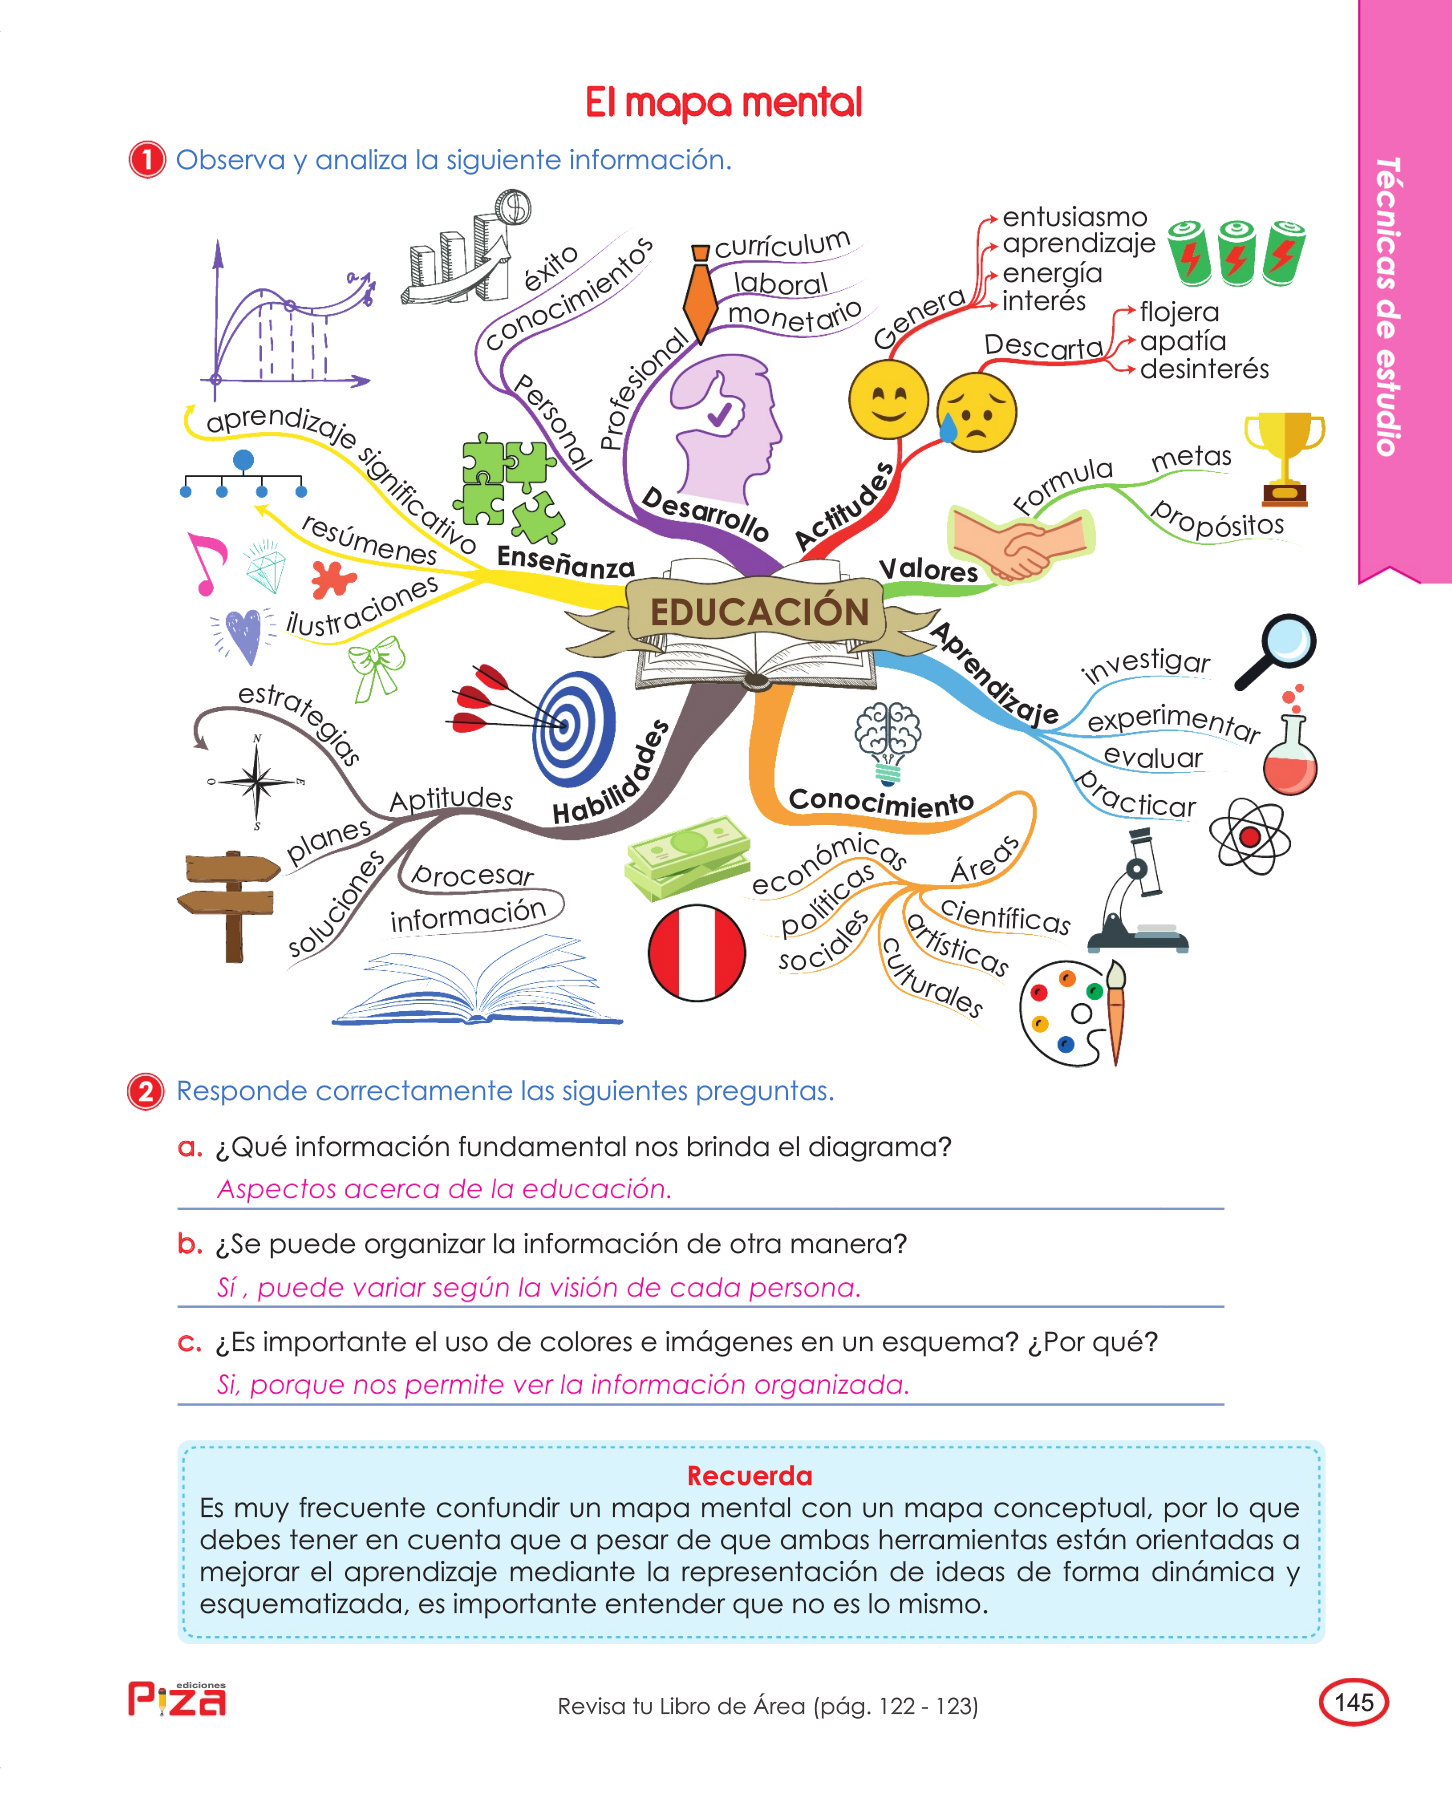 El mapa mental
1 Observa y analiza la siguiente información.
Técnicas de estudio
EDUCACIÓN
Desarrollo
Personal
éxito
conocimientos
Profesional
currículum
laboral
monetario
Actitudes
Genera
entusiasmo
aprendizaje
energía
interés
Descarta
flojera
apatía
desinterés
Valores
Formula
metas
propósitos
Aprendizaje
investigar
experimentar
evaluar
practicar
Conocimiento
Áreas
económicas
políticas
sociales
culturales
artísticas
científicas
Habilidades
Aptitudes
estrategias
planes
soluciones
procesar
información
N
O
E
S
Enseñanza
aprendizaje significativo
resúmenes
ilustraciones
$
a
b
2 Responde correctamente las siguientes preguntas.
a. ¿Qué información fundamental nos brinda el diagrama?
Aspectos acerca de la educación.
b. ¿Se puede organizar la información de otra manera?
Sí , puede variar según la visión de cada persona.
c. ¿Es importante el uso de colores e imágenes en un esquema? ¿Por qué?
Si, porque nos permite ver la información organizada.
Recuerda
Es muy frecuente confundir un mapa mental con un mapa conceptual, por lo que
debes tener en cuenta que a pesar de que ambas herramientas están orientadas a
mejorar el aprendizaje mediante la representación de ideas de forma dinámica y
esquematizada, es importante entender que no es lo mismo.
ediciones
Piza
Revisa tu Libro de Área (pág. 122 - 123)
145